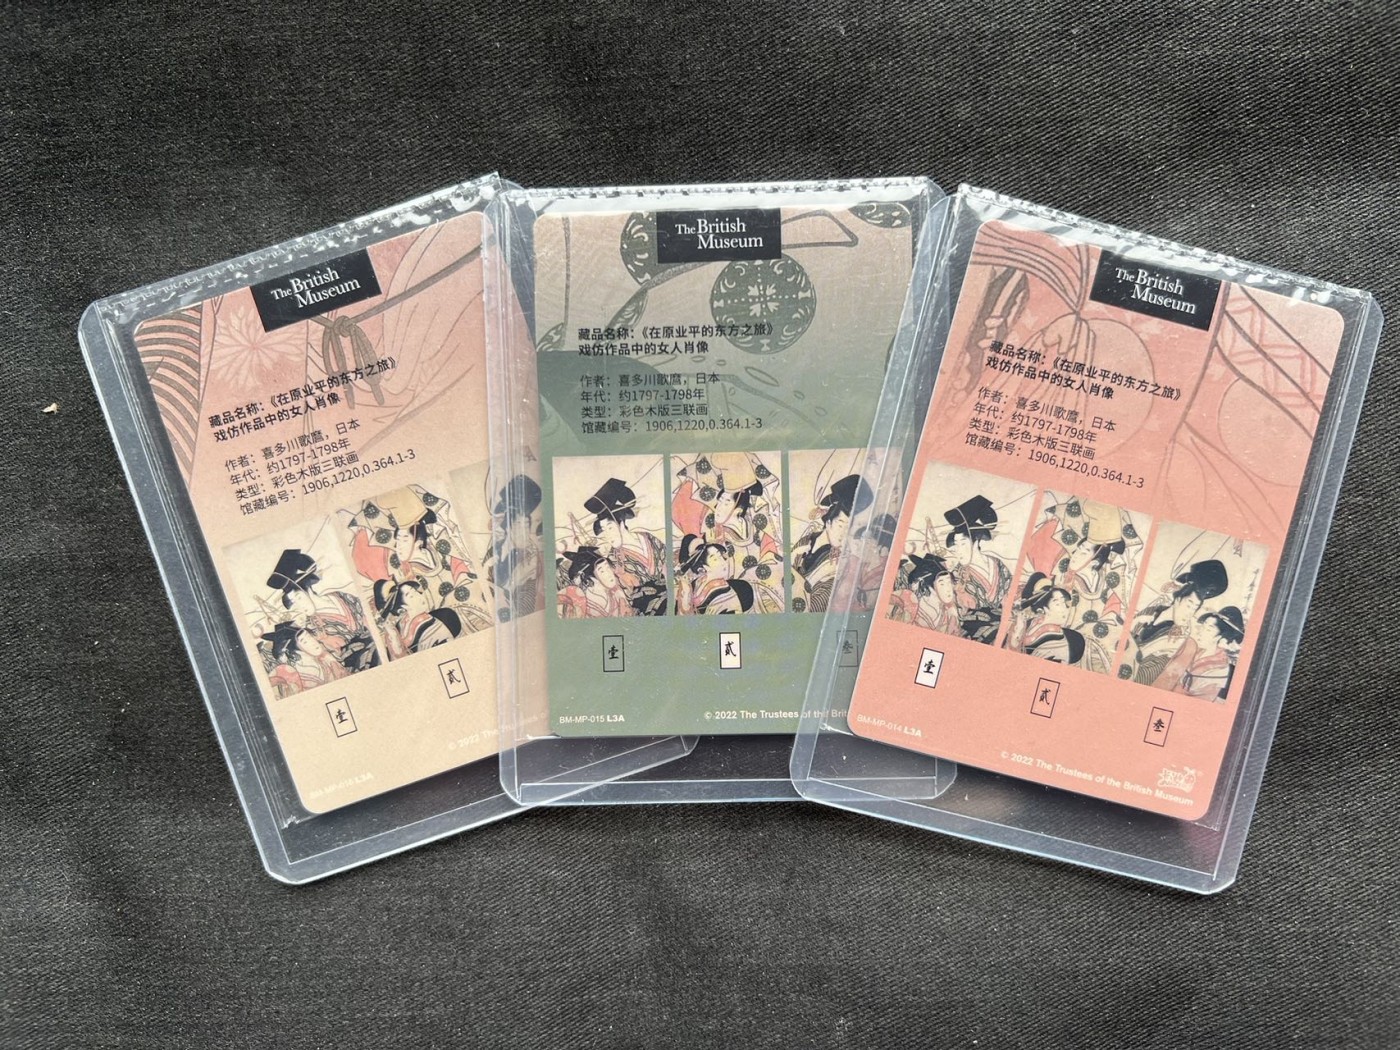 The British
Museum
藏品名称：《在原业平的东方之旅》
戏仿作品中的女人肖像
作者：喜多川歌麿，日本
年代：约1797-1798年
类型：彩色木版三联画
馆藏编号：1906,1220,0.364.1-3
壹
贰
BM-MP-016 L3A
© 2022 The
The British
Museum
藏品名称：《在原业平的东方之旅》
戏仿作品中的女人肖像
作者：喜多川歌麿，日本
年代：约1797-1798年
类型：彩色木版三联画
馆藏编号：1906,1220,0.364.1-3
壹
贰
叁
BM-MP-015 L3A
© 2022 The Trustees of the Brit
The British
Museum
藏品名称：《在原业平的东方之旅》
戏仿作品中的女人肖像
作者：喜多川歌麿，日本
年代：约1797-1798年
类型：彩色木版三联画
馆藏编号：1906,1220,0.364.1-3
壹
贰
叁
BM-MP-014 L3A
© 2022 The Trustees of the British Museum